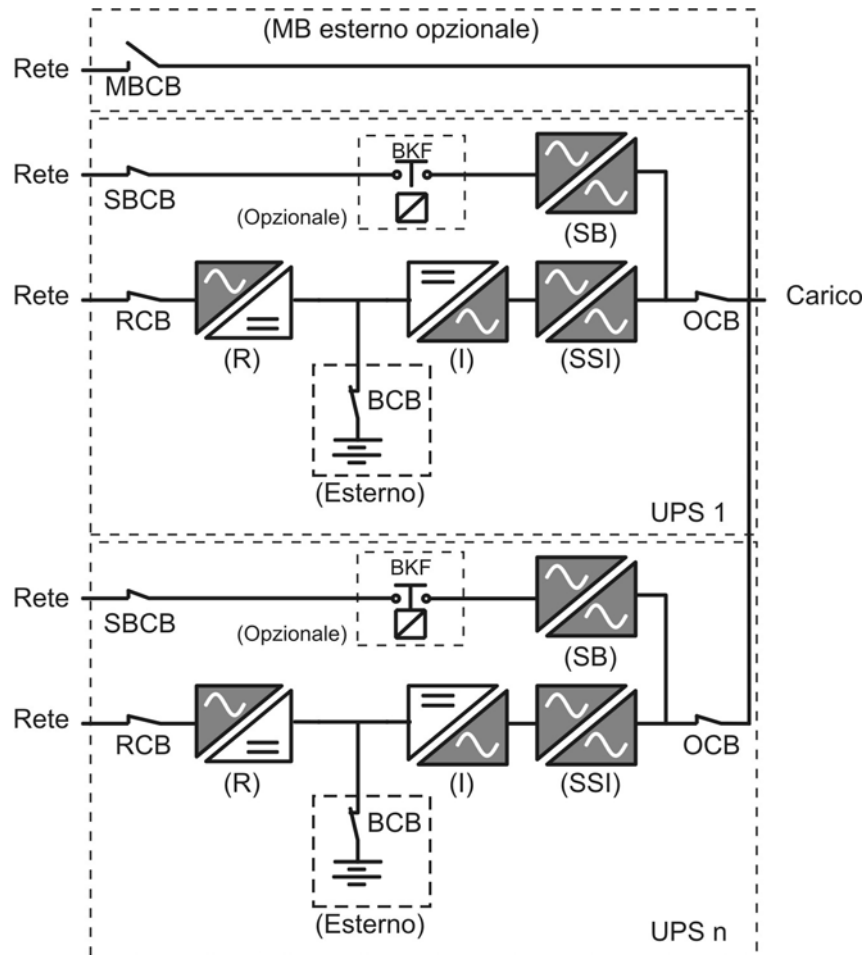 (MB esterno opzionale)
Rete
MBCB
BKF
Rete
SBCB
(Opzionale)
(SB)
Rete
RCB
(R)
(I)
(SSI)
OCB
Carico
BCB
(Esterno)
UPS 1
BKF
Rete
SBCB
(Opzionale)
(SB)
Rete
RCB
(R)
(I)
(SSI)
OCB
BCB
(Esterno)
UPS n